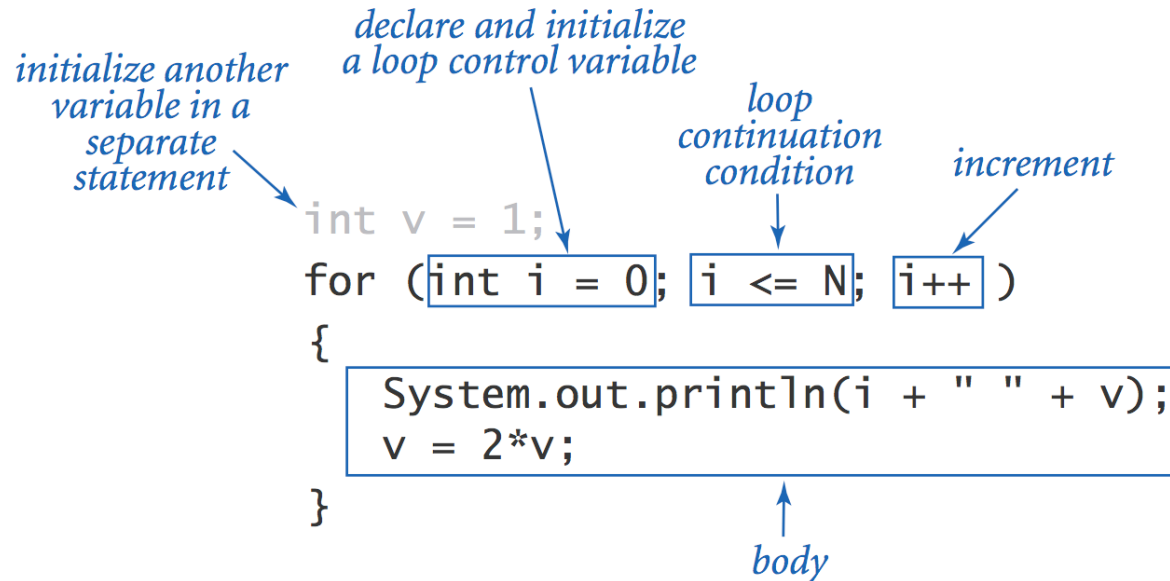 declare and initialize
a loop control variable
initialize another
variable in a
separate
statement
loop
continuation
condition
increment
int v = 1;
for (int i = 0; i <= N; i++ )
{
System.out.println(i + " " + v);
v = 2*v;
}
body